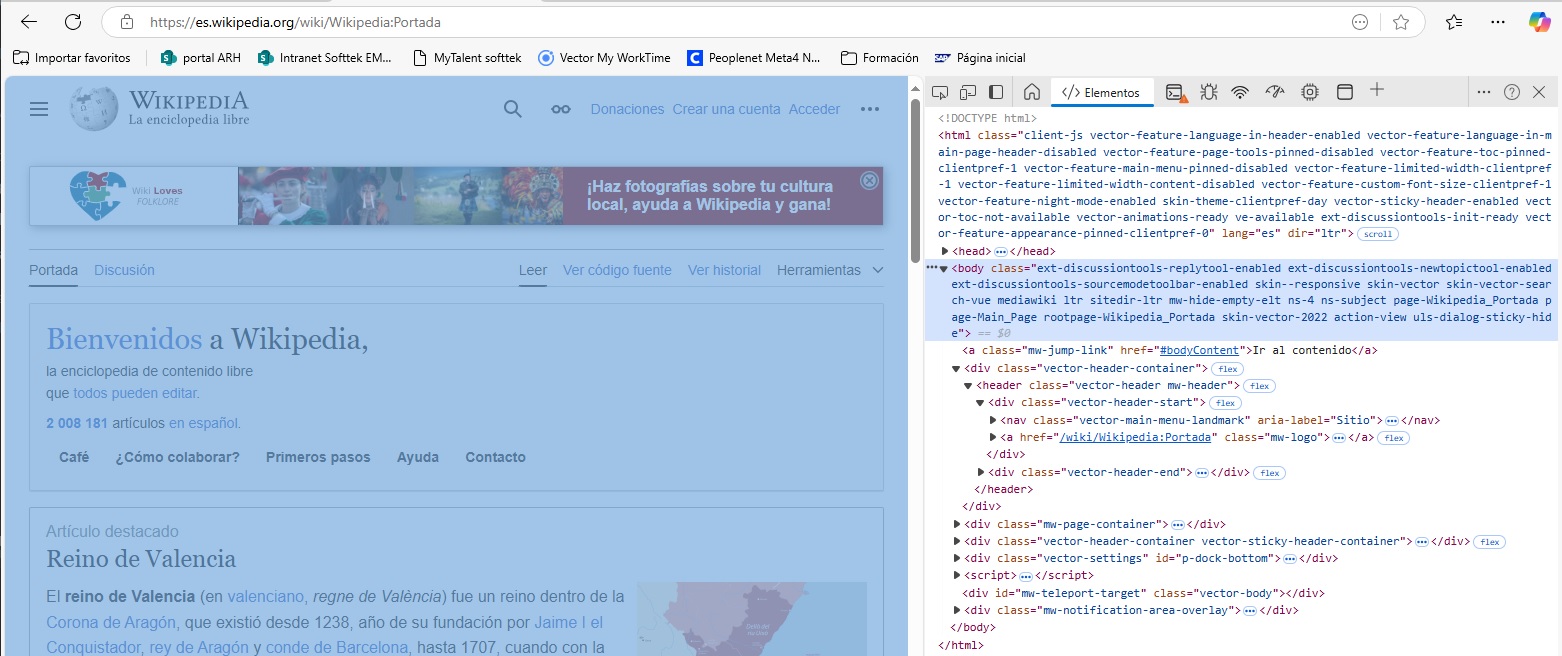 https://es.wikipedia.org/wiki/Wikipedia:Portada
Importar favoritos portal ARH Intranet Softtek EM... MyTalent softtek Vector My WorkTime Peoplenet Meta4 N... Formación Página inicial
WIKIPEDIA
La enciclopedia libre
Donaciones Crear una cuenta Acceder
Wiki Loves
FOLKLORE
¡Haz fotografías sobre tu cultura
local, ayuda a Wikipedia y gana!
Portada Discusión Leer Ver código fuente Ver historial Herramientas
Bienvenidos a Wikipedia,
la enciclopedia de contenido libre
que todos pueden editar.
2 008 181 artículos en español.
Café ¿Cómo colaborar? Primeros pasos Ayuda Contacto
Artículo destacado
Reino de Valencia
El reino de Valencia (en valenciano, regne de València) fue un reino dentro de la
Corona de Aragón, que existió desde 1238, año de su fundación por Jaime I el
Conquistador, rey de Aragón y conde de Barcelona, hasta 1707, cuando con la
</> Elementos
<!DOCTYPE html>
<html class="client-js vector-feature-language-in-header-enabled vector-feature-language-in-m
ain-page-header-disabled vector-feature-page-tools-pinned-disabled vector-feature-toc-pinned-
clientpref-1 vector-feature-main-menu-pinned-disabled vector-feature-limited-width-clientpref
-1 vector-feature-limited-width-content-disabled vector-feature-custom-font-size-clientpref-1
vector-feature-night-mode-enabled skin-theme-clientpref-day vector-sticky-header-enabled vect
or-toc-not-available vector-animations-ready ve-available ext-discussiontools-init-ready vect
or-feature-appearance-pinned-clientpref-0" lang="es" dir="ltr"> scroll
<head> ... </head>
<body class="ext-discussiontools-replytool-enabled ext-discussiontools-newtopictool-enabled
ext-discussiontools-sourcemodetoolbar-enabled skin--responsive skin-vector skin-vector-sear
ch-vue mediawiki ltr sitedir-ltr mw-hide-empty-elt ns-4 ns-subject page-Wikipedia_Portada p
age-Main_Page rootpage-Wikipedia_Portada skin-vector-2022 action-view uls-dialog-sticky-hid
e"> == $0
<a class="mw-jump-link" href="#bodyContent">Ir al contenido</a>
<div class="vector-header-container"> flex
<header class="vector-header mw-header"> flex
<div class="vector-header-start"> flex
<nav class="vector-main-menu-landmark" aria-label="Sitio"> ... </nav>
<a href="/wiki/Wikipedia:Portada" class="mw-logo"> ... </a> flex
</div>
<div class="vector-header-end"> ... </div> flex
</header>
</div>
<div class="mw-page-container"> ... </div>
<div class="vector-header-container vector-sticky-header-container"> ... </div> flex
<div class="vector-settings" id="p-dock-bottom"> ... </div>
<script> ... </script>
<div id="mw-teleport-target" class="vector-body"></div>
<div class="mw-notification-area-overlay"> ... </div>
</body>
</html>